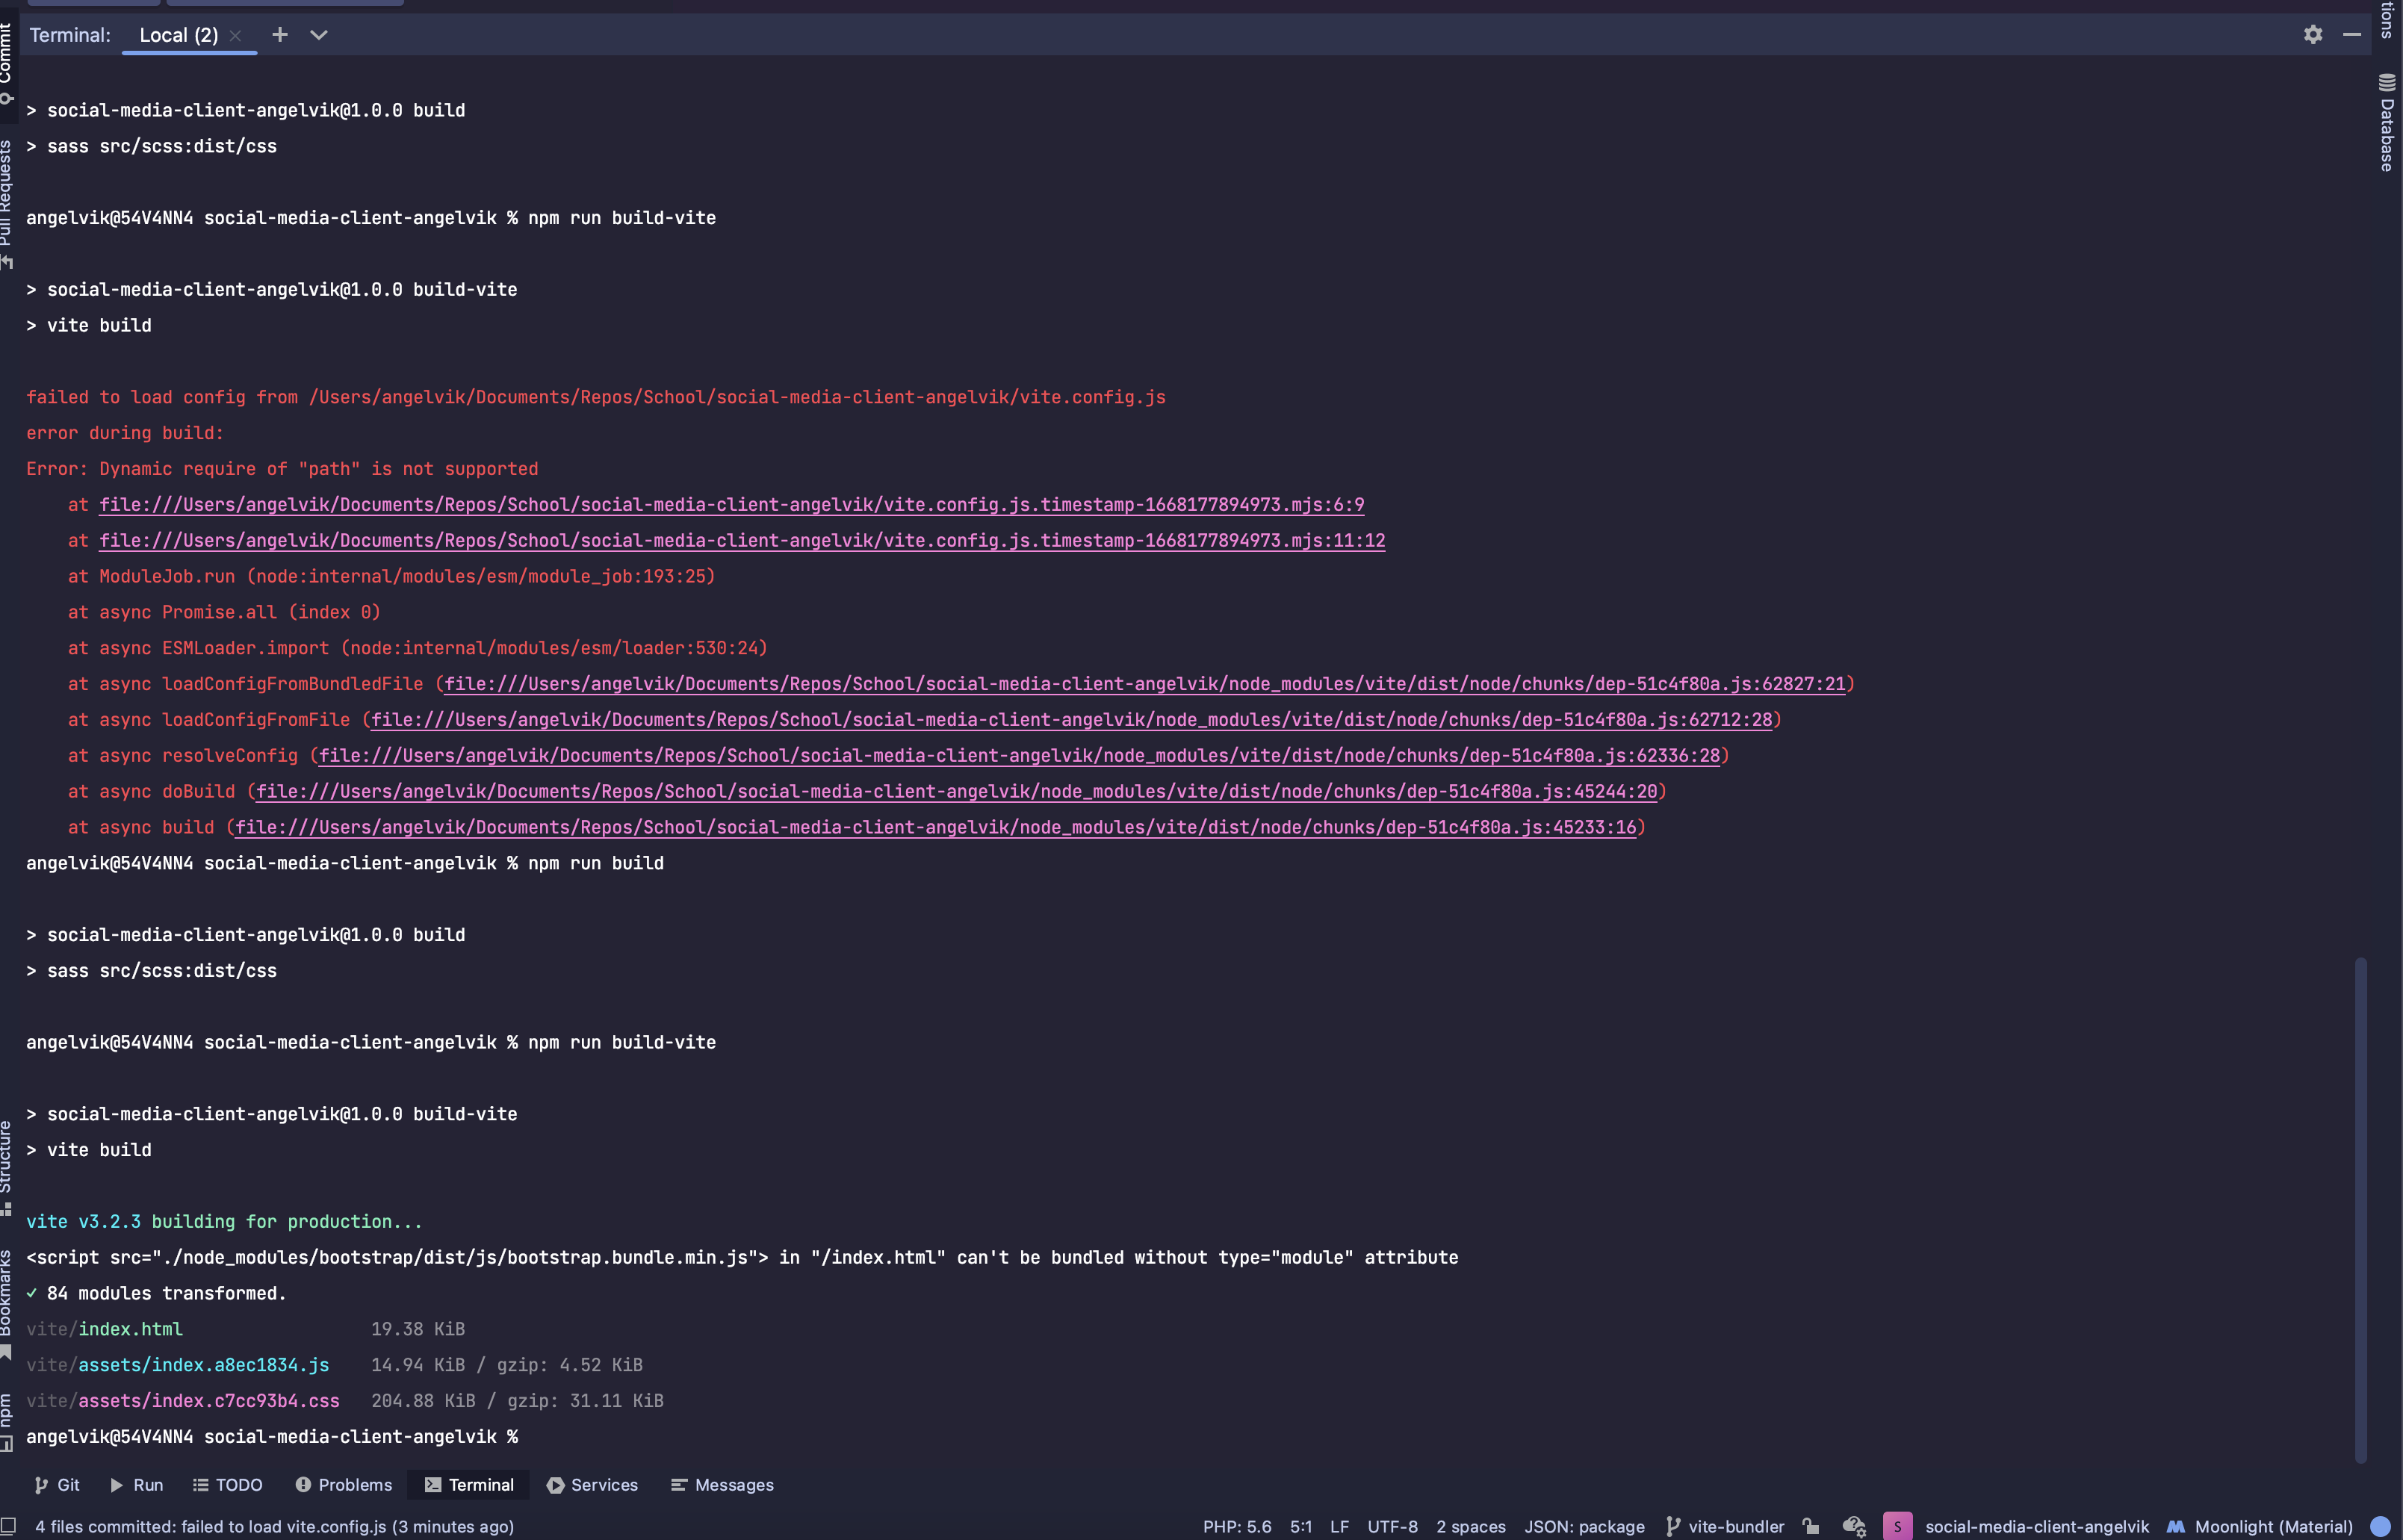 Terminal: Local (2)
> social-media-client-angelvik@1.0.0 build
> sass src/scss:dist/css
angelvik@54V4NN4 social-media-client-angelvik % npm run build-vite
> social-media-client-angelvik@1.0.0 build-vite
> vite build
failed to load config from /Users/angelvik/Documents/Repos/School/social-media-client-angelvik/vite.config.js
error during build:
Error: Dynamic require of "path" is not supported
at file:///Users/angelvik/Documents/Repos/School/social-media-client-angelvik/vite.config.js.timestamp-1668177894973.mjs:6:9
at file:///Users/angelvik/Documents/Repos/School/social-media-client-angelvik/vite.config.js.timestamp-1668177894973.mjs:11:12
at ModuleJob.run (node:internal/modules/esm/module_job:193:25)
at async Promise.all (index 0)
at async ESMLoader.import (node:internal/modules/esm/loader:530:24)
at async loadConfigFromBundledFile (file:///Users/angelvik/Documents/Repos/School/social-media-client-angelvik/node_modules/vite/dist/node/chunks/dep-51c4f80a.js:62827:21)
at async loadConfigFromFile (file:///Users/angelvik/Documents/Repos/School/social-media-client-angelvik/node_modules/vite/dist/node/chunks/dep-51c4f80a.js:62712:28)
at async resolveConfig (file:///Users/angelvik/Documents/Repos/School/social-media-client-angelvik/node_modules/vite/dist/node/chunks/dep-51c4f80a.js:62336:28)
at async doBuild (file:///Users/angelvik/Documents/Repos/School/social-media-client-angelvik/node_modules/vite/dist/node/chunks/dep-51c4f80a.js:45244:20)
at async build (file:///Users/angelvik/Documents/Repos/School/social-media-client-angelvik/node_modules/vite/dist/node/chunks/dep-51c4f80a.js:45233:16)
angelvik@54V4NN4 social-media-client-angelvik % npm run build
> social-media-client-angelvik@1.0.0 build
> sass src/scss:dist/css
angelvik@54V4NN4 social-media-client-angelvik % npm run build-vite
> social-media-client-angelvik@1.0.0 build-vite
> vite build
vite v3.2.3 building for production...
<script src="./node_modules/bootstrap/dist/js/bootstrap.bundle.min.js"> in "/index.html" can't be bundled without type="module" attribute
✓ 84 modules transformed.
vite/index.html 19.38 KiB
vite/assets/index.a8ec1834.js 14.94 KiB / gzip: 4.52 KiB
vite/assets/index.c7cc93b4.css 204.88 KiB / gzip: 31.11 KiB
angelvik@54V4NN4 social-media-client-angelvik %
Commit
Pull Requests
Structure
Bookmarks
npm
tions
Database
Git Run TODO Problems Terminal Services Messages
4 files committed: failed to load vite.config.js (3 minutes ago) PHP: 5.6 5:1 LF UTF-8 2 spaces JSON: package vite-bundler S social-media-client-angelvik Moonlight (Material)